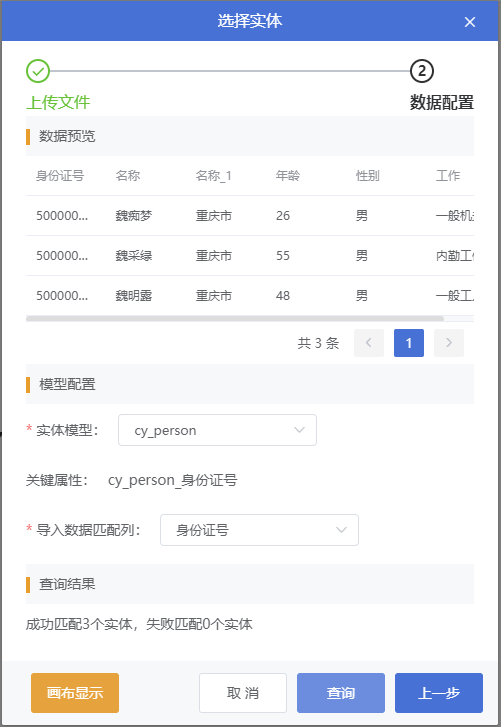 选择实体
2
上传文件 数据配置
数据预览
身份证号 名称 名称_1 年龄 性别 工作
500000... 魏痴梦 重庆市 26 男 一般机
500000... 魏采绿 重庆市 55 男 内勤工
500000... 魏明露 重庆市 48 男 一般工
共 3 条 1
模型配置
* 实体模型： cy_person
关键属性： cy_person_身份证号
* 导入数据匹配列： 身份证号
查询结果
成功匹配3个实体，失败匹配0个实体
画布显示 取 消 查询 上一步